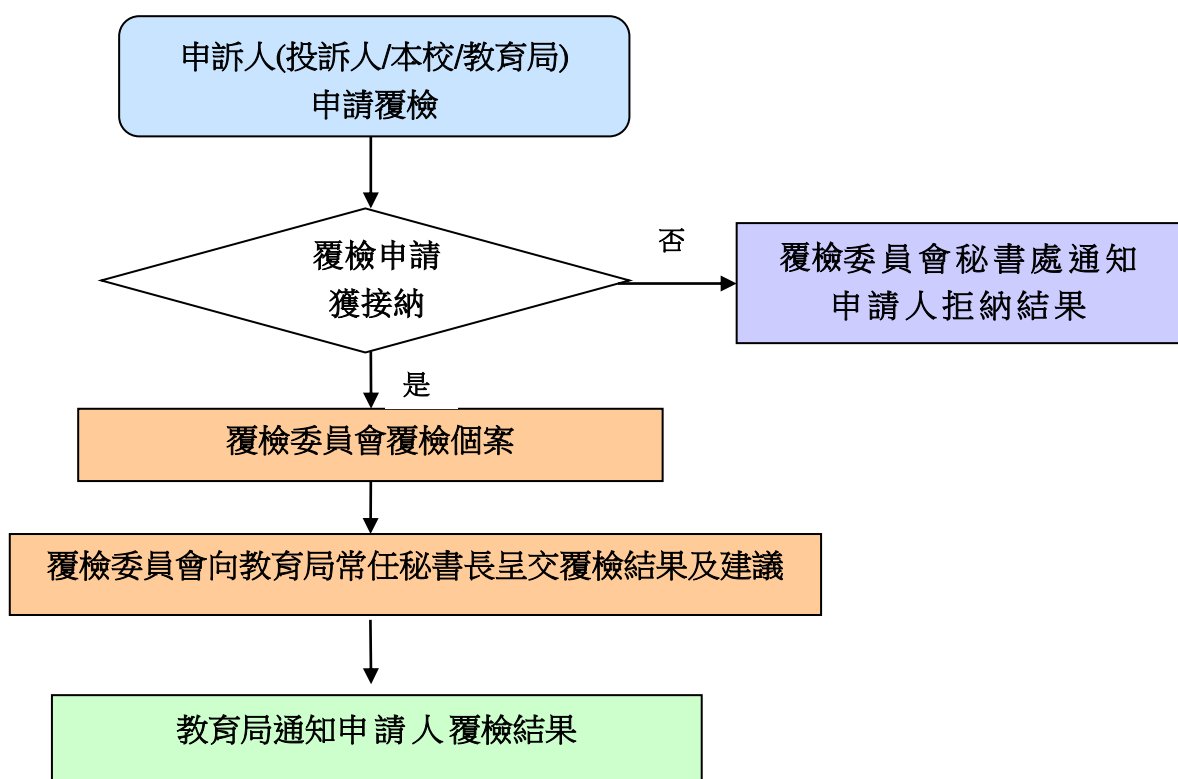 申訴人(投訴人/本校/教育局)
申請覆檢
覆檢申請
獲接納
否
覆檢委員會秘書處通知
申請人拒納結果
是
覆檢委員會覆檢個案
覆檢委員會向教育局常任秘書長呈交覆檢結果及建議
教育局通知申請人覆檢結果